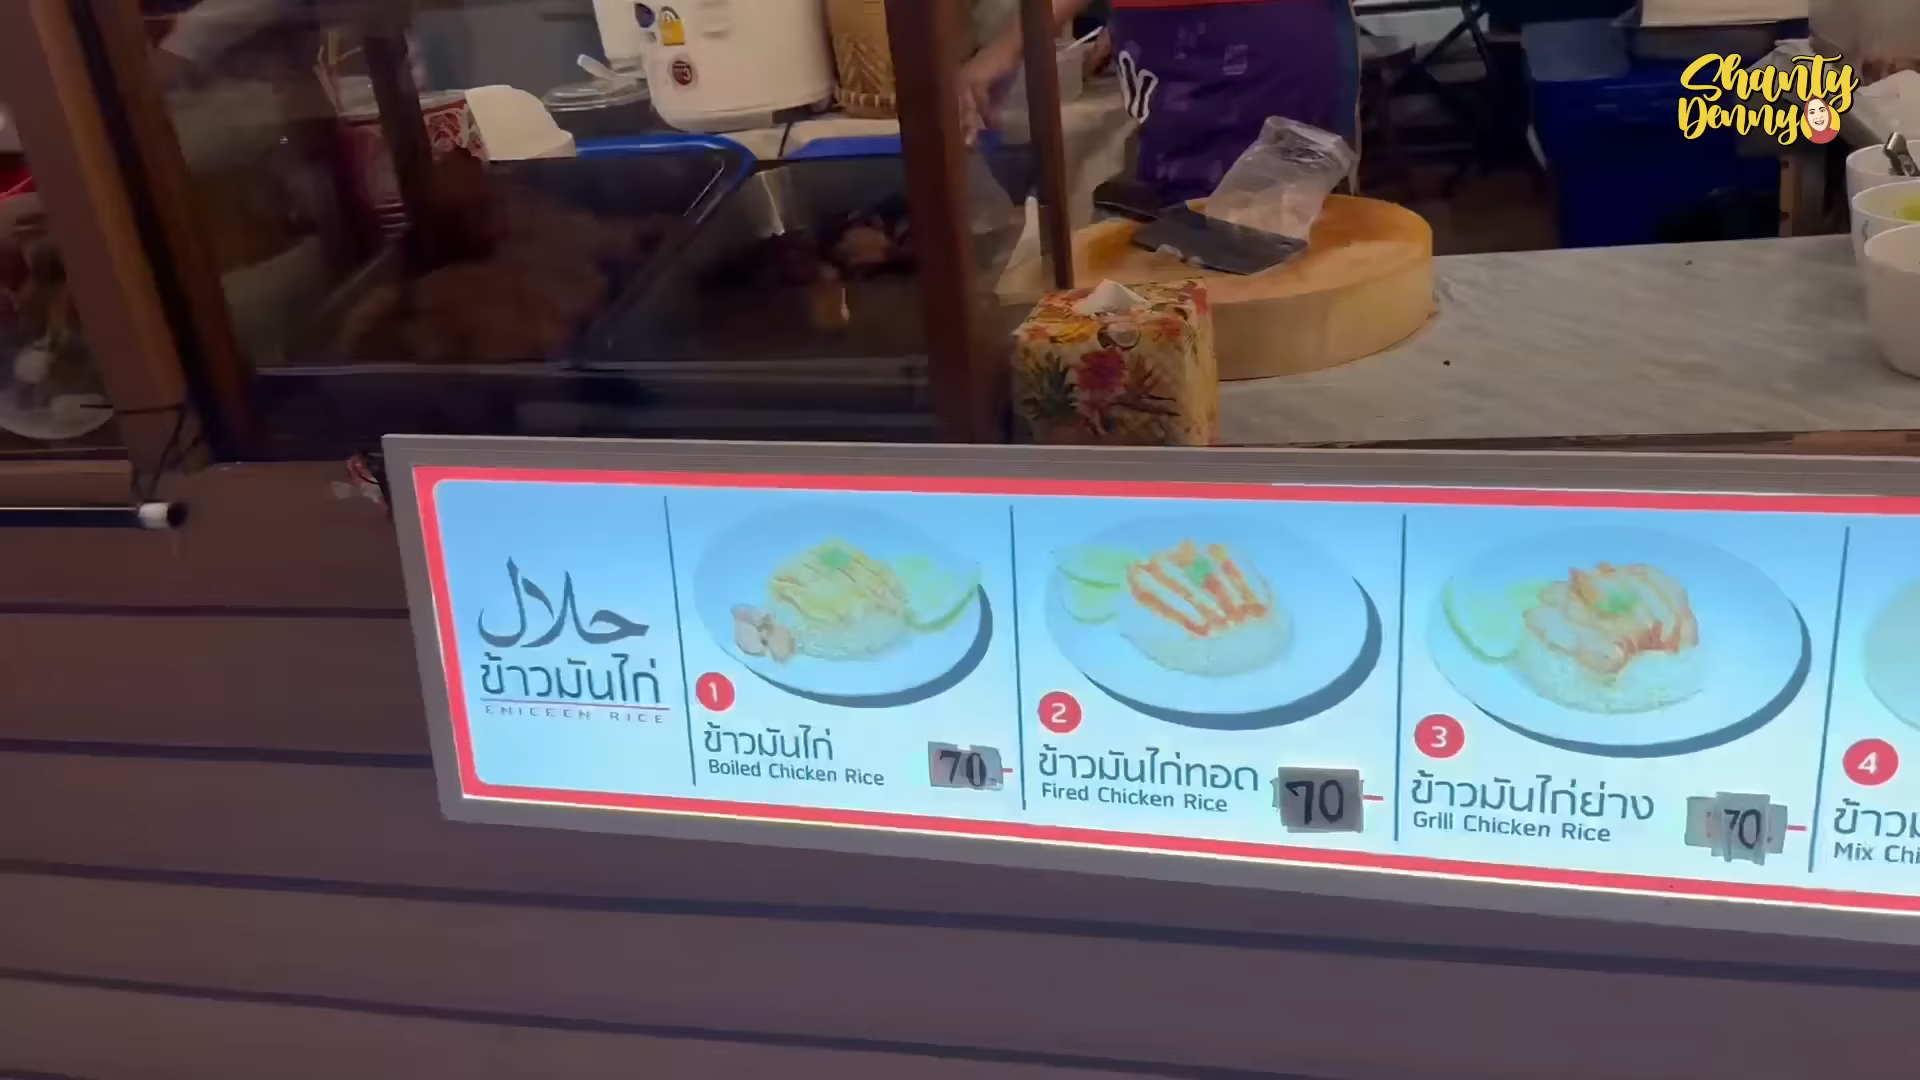 Shanty
Denny
حلال
ข้าวมันไก่
1
ข้าวมันไก่
Boiled Chicken Rice
70.-
2
ข้าวมันไก่ทอด
Fired Chicken Rice
70-
3
ข้าวมันไก่ย่าง
Grill Chicken Rice
70.-
4
Mix